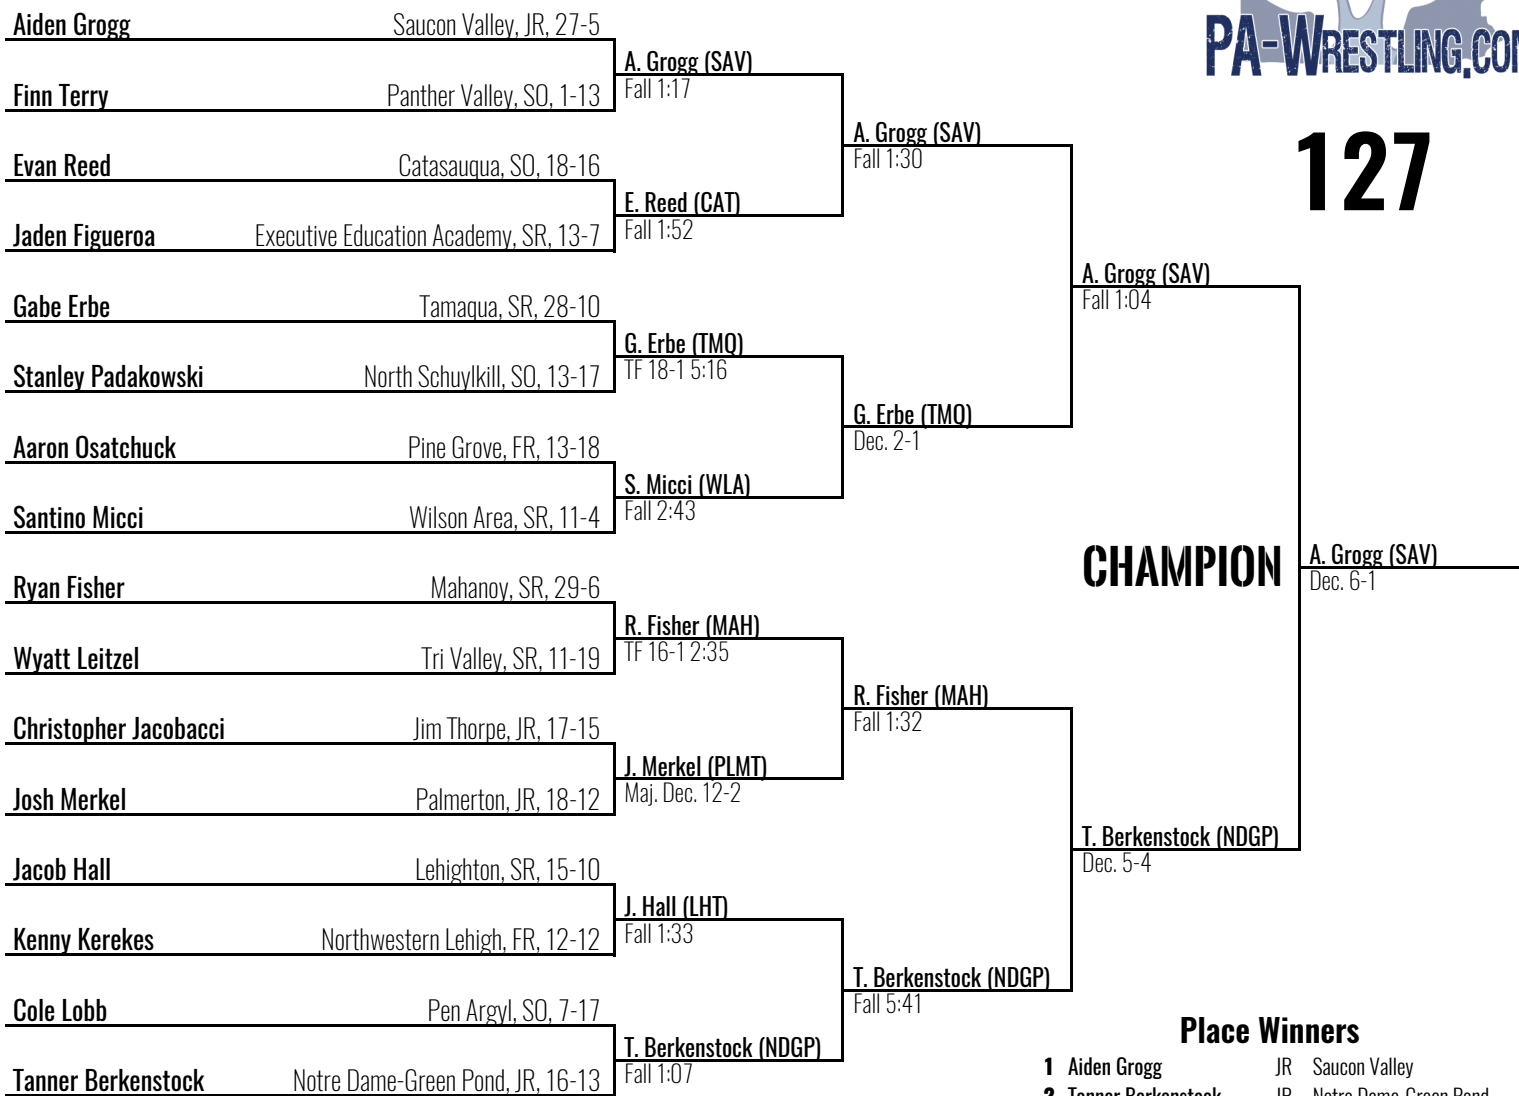 Aiden Grogg Saucon Valley, JR, 27-5
A. Grogg (SAV)
Fall 1:17
Finn Terry Panther Valley, SO, 1-13
PA-WRESTLING.CO
127
A. Grogg (SAV)
Fall 1:30
Evan Reed Catasauqua, SO, 18-16
E. Reed (CAT)
Fall 1:52
Jaden Figueroa Executive Education Academy, SR, 13-7
A. Grogg (SAV)
Fall 1:04
Gabe Erbe Tamaqua, SR, 28-10
G. Erbe (TMQ)
TF 18-1 5:16
Stanley Padakowski North Schuylkill, SO, 13-17
G. Erbe (TMQ)
Dec. 2-1
Aaron Osatchuck Pine Grove, FR, 13-18
S. Micci (WLA)
Fall 2:43
Santino Micci Wilson Area, SR, 11-4
CHAMPION
A. Grogg (SAV)
Dec. 6-1
Ryan Fisher Mahanoy, SR, 29-6
R. Fisher (MAH)
TF 16-1 2:35
Wyatt Leitzel Tri Valley, SR, 11-19
R. Fisher (MAH)
Fall 1:32
Christopher Jacobacci Jim Thorpe, JR, 17-15
J. Merkel (PLMT)
Maj. Dec. 12-2
Josh Merkel Palmerton, JR, 18-12
T. Berkenstock (NDGP)
Dec. 5-4
Jacob Hall Lehighton, SR, 15-10
J. Hall (LHT)
Fall 1:33
Kenny Kerekes Northwestern Lehigh, FR, 12-12
T. Berkenstock (NDGP)
Fall 5:41
Cole Lobb Pen Argyl, SO, 7-17
T. Berkenstock (NDGP)
Fall 1:07
Tanner Berkenstock Notre Dame-Green Pond, JR, 16-13
Place Winners
1 Aiden Grogg JR Saucon Valley
2 Tanner Berkenstock JR Notre Dame-Green Pond